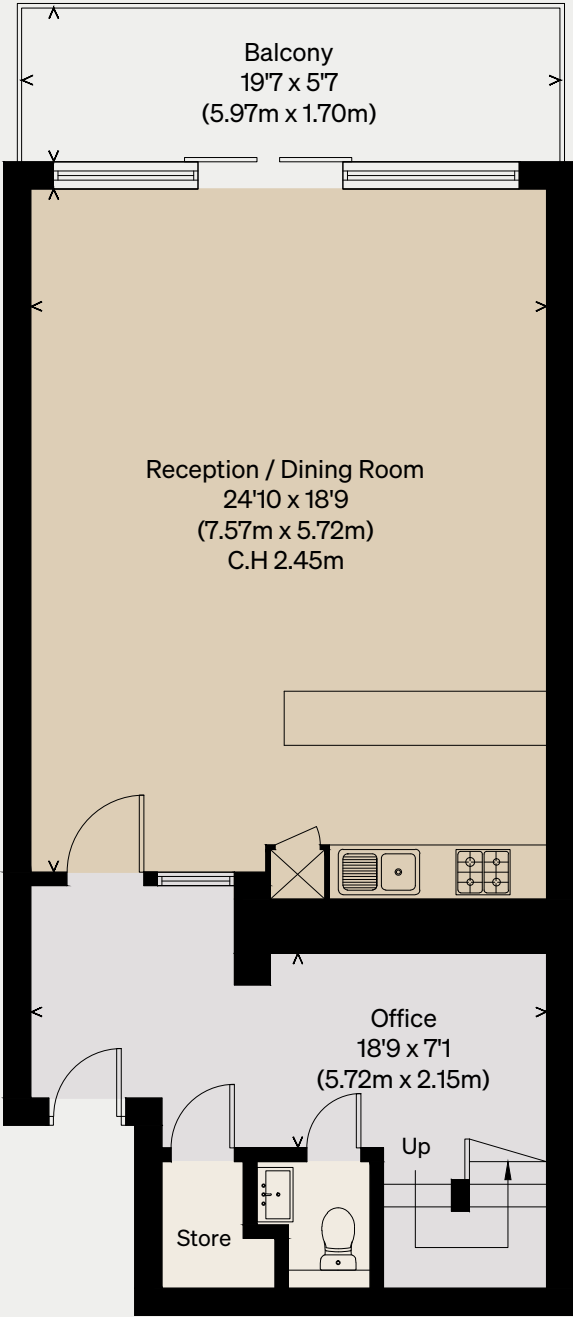 Balcony
19'7 x 5'7
(5.97m x 1.70m)
Reception / Dining Room
24'10 x 18'9
(7.57m x 5.72m)
C.H 2.45m
Office
18'9 x 7'1
(5.72m x 2.15m)
Up
Store